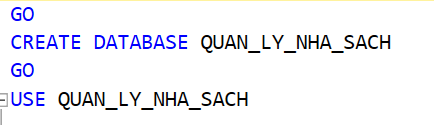 GO
CREATE DATABASE QUAN_LY_NHA_SACH
GO
USE QUAN_LY_NHA_SACH